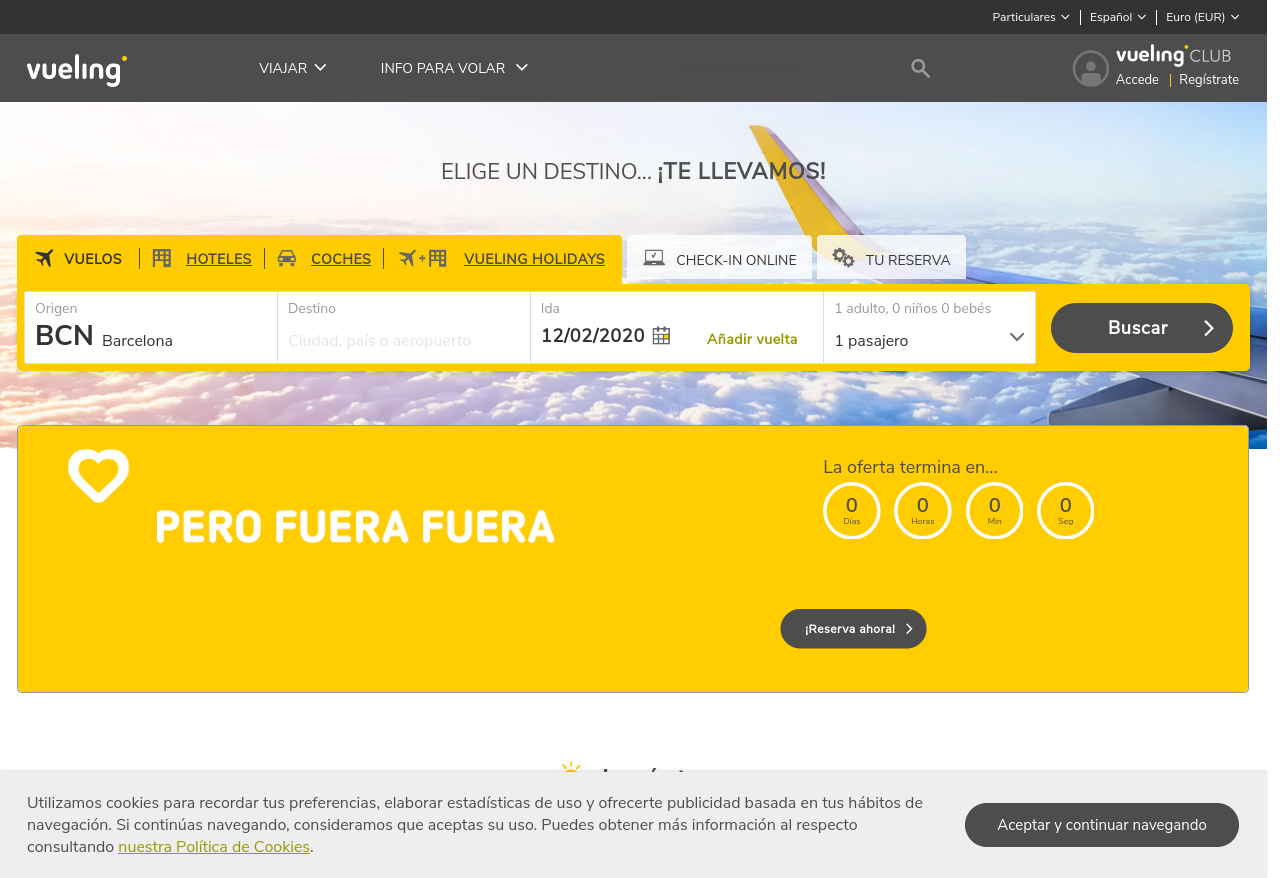 Particulares
Español
Euro (EUR)
vueling
VIAJAR
INFO PARA VOLAR
vueling CLUB
Accede
Regístrate
ELIGE UN DESTINO... ¡TE LLEVAMOS!
VUELOS
HOTELES
COCHES
+
VUELING HOLIDAYS
CHECK-IN ONLINE
TU RESERVA
Origen
BCN Barcelona
Destino
Ciudad, país o aeropuerto
Ida
12/02/2020
Añadir vuelta
1 adulto, 0 niños 0 bebés
1 pasajero
Buscar
PERO FUERA FUERA
La oferta termina en...
0 0 0 0
Días Horas Min Seg
¡Reserva ahora!
Utilizamos cookies para recordar tus preferencias, elaborar estadísticas de uso y ofrecerte publicidad basada en tus hábitos de
navegación. Si continúas navegando, consideramos que aceptas su uso. Puedes obtener más información al respecto
consultando nuestra Política de Cookies.
Aceptar y continuar navegando